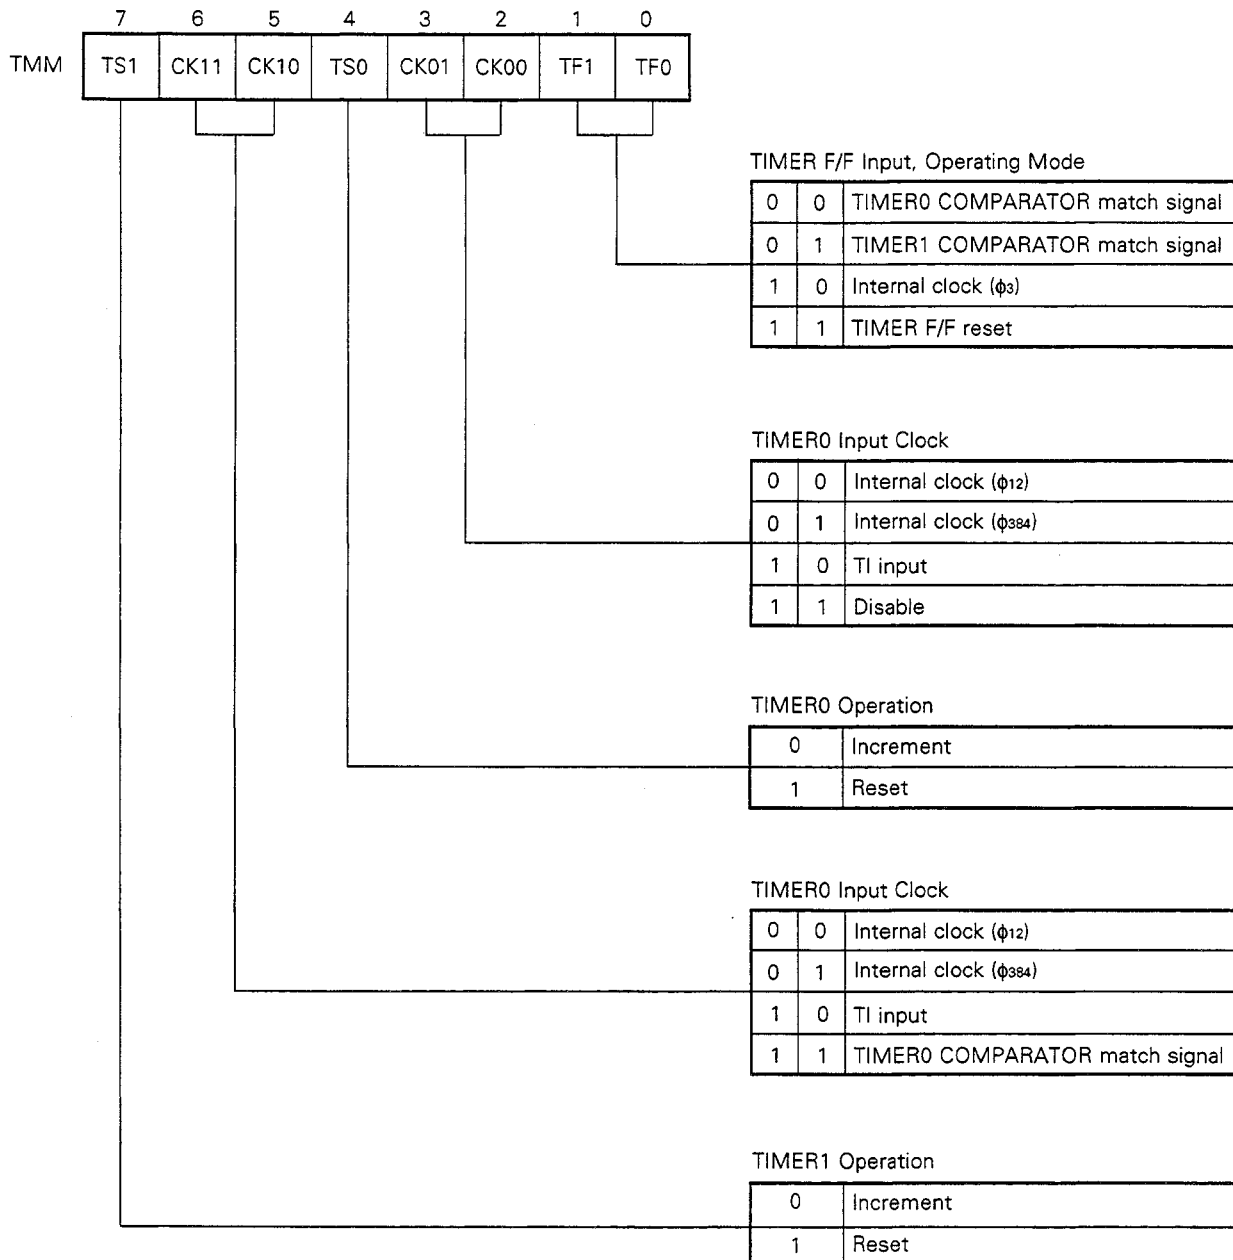 7 6 5 4 3 2 1 0
TMM TS1 CK11 CK10 TS0 CK01 CK00 TF1 TF0
TIMER F/F Input, Operating Mode
0 0 TIMER0 COMPARATOR match signal
0 1 TIMER1 COMPARATOR match signal
1 0 Internal clock (ϕ3)
1 1 TIMER F/F reset
TIMER0 Input Clock
0 0 Internal clock (ϕ12)
0 1 Internal clock (ϕ384)
1 0 TI input
1 1 Disable
TIMER0 Operation
0 Increment
1 Reset
TIMER0 Input Clock
0 0 Internal clock (ϕ12)
0 1 Internal clock (ϕ384)
1 0 TI input
1 1 TIMER0 COMPARATOR match signal
TIMER1 Operation
0 Increment
1 Reset